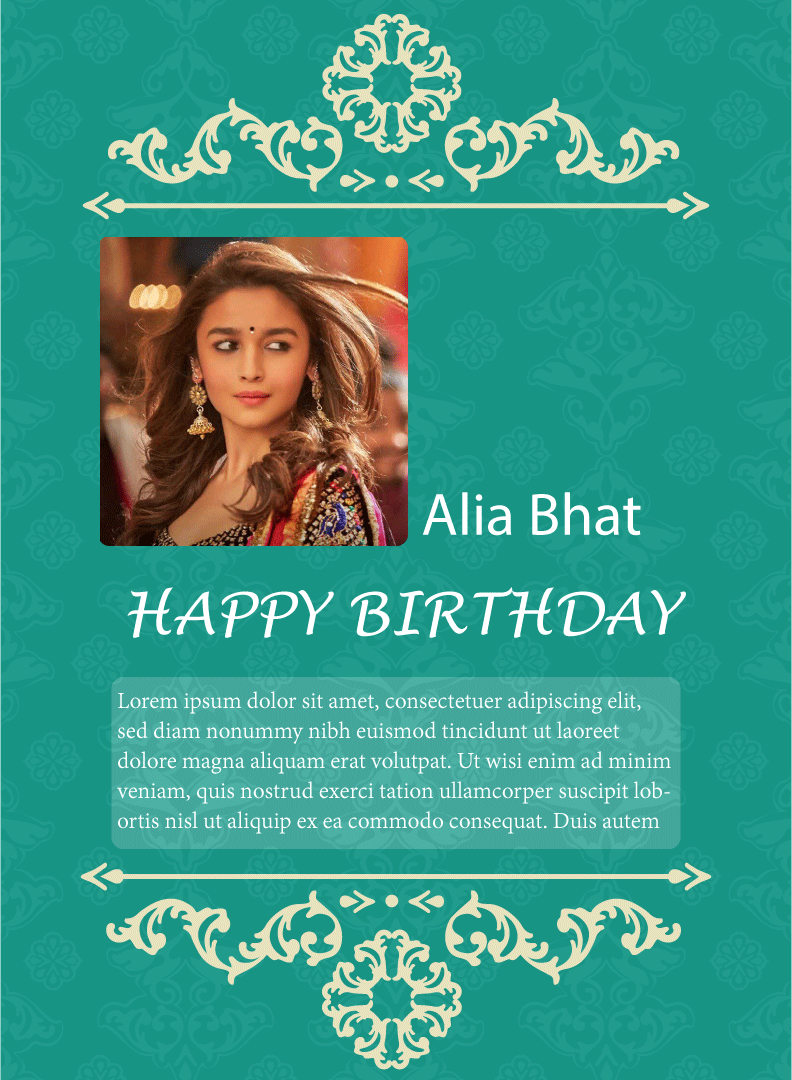 Alia Bhat
HAPPY BIRTHDAY
Lorem ipsum dolor sit amet, consectetuer adipiscing elit,
sed diam nonummy nibh euismod tincidunt ut laoreet
dolore magna aliquam erat volutpat. Ut wisi enim ad minim
veniam, quis nostrud exerci tation ullamcorper suscipit lob-
ortis nisl ut aliquip ex ea commodo consequat. Duis autem